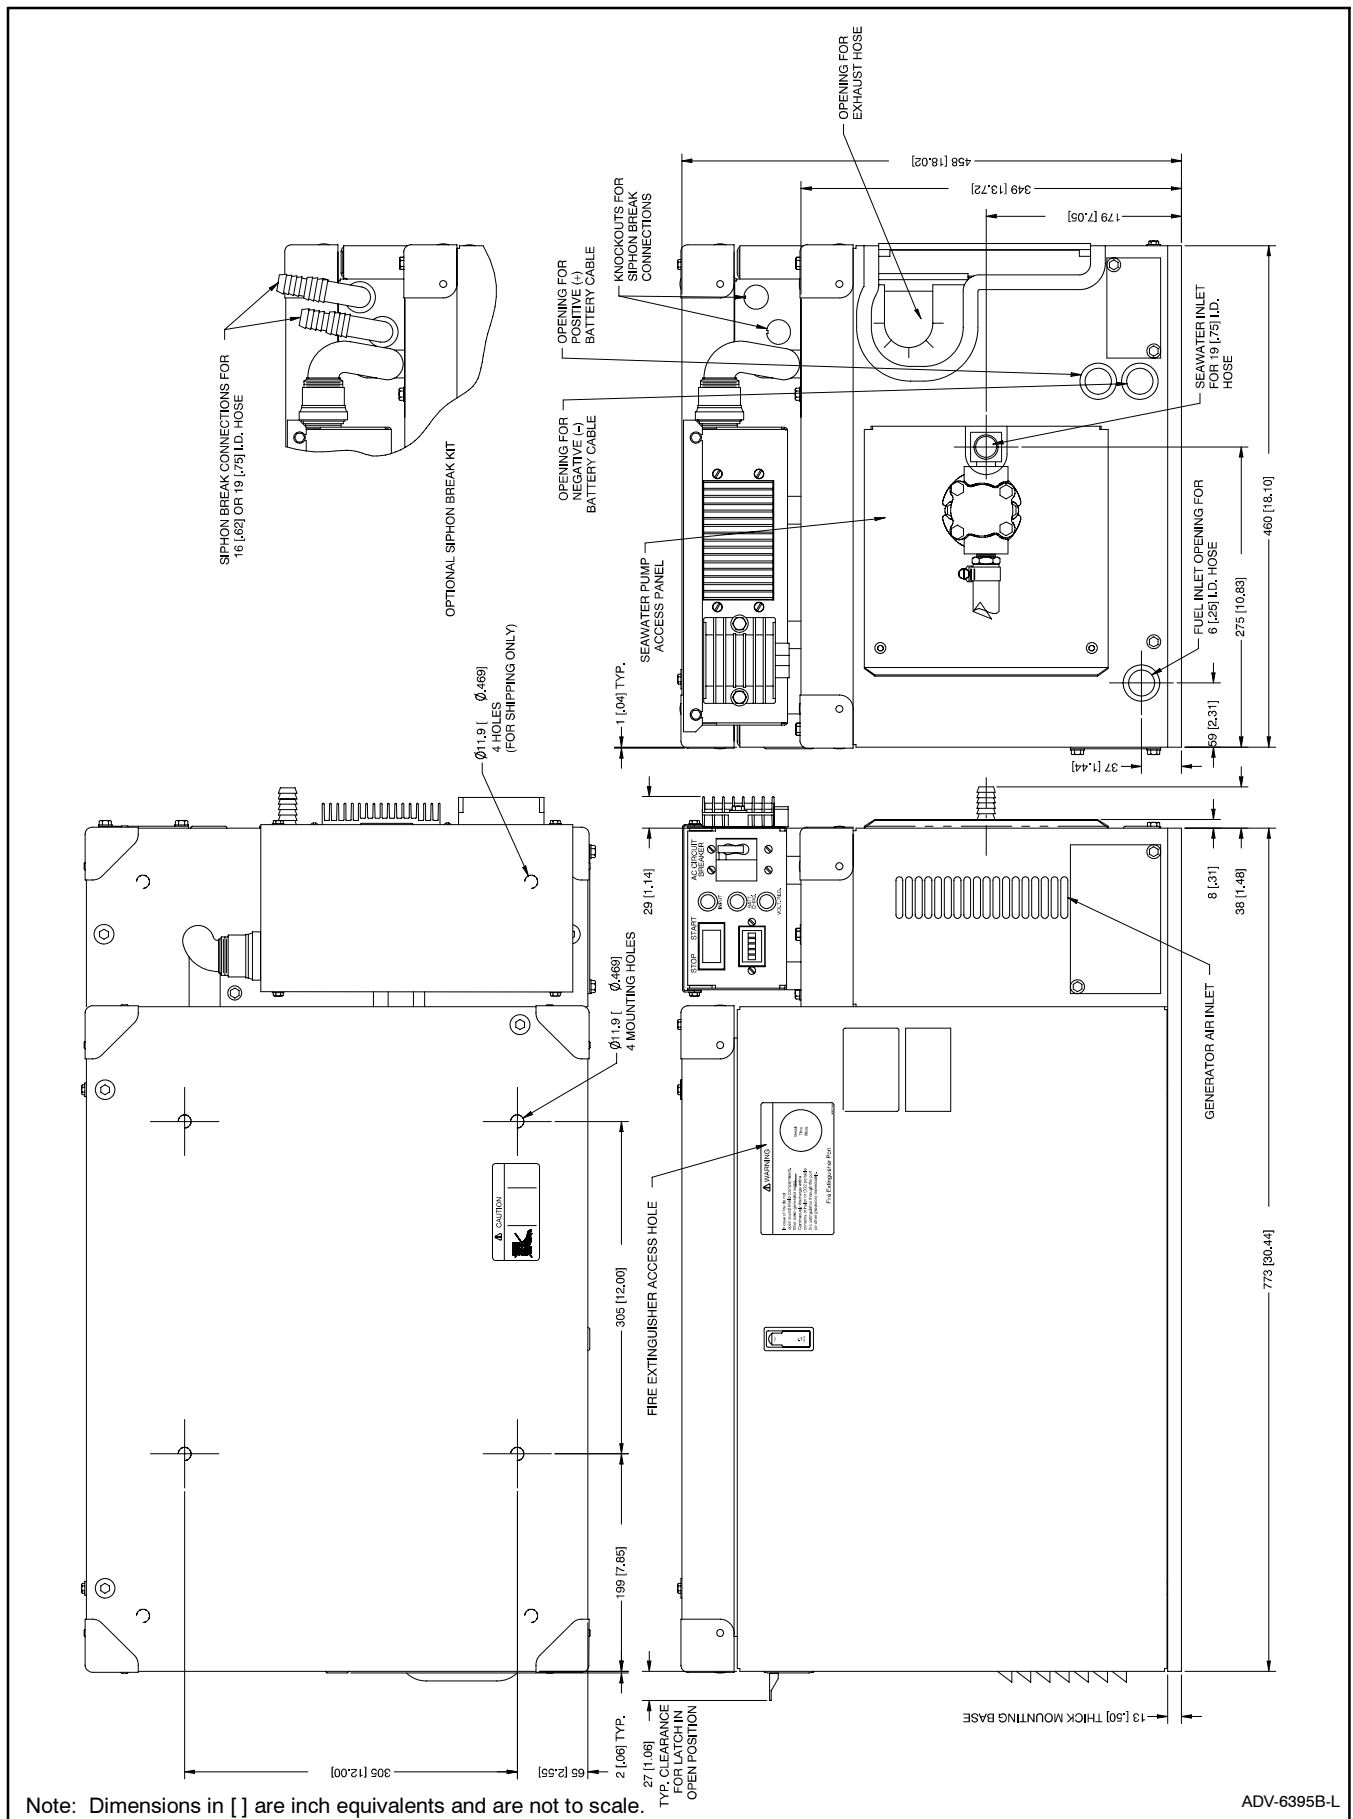 SIPHON BREAK CONNECTIONS FOR
16 [.62] OR 19 [.75] I.D. HOSE
OPTIONAL SIPHON BREAK KIT
Ø11.9 [ Ø.469]
4 HOLES
(FOR SHIPPING ONLY)
Ø11.9 [ Ø.469]
4 MOUNTING HOLES
⚠ CAUTION
305 [12.00]
199 [7.85]
2 [.06] TYP.
65 [2.55]
305 [12.00]
OPENING FOR
EXHAUST HOSE
KNOCKOUTS FOR
SIPHON BREAK
CONNECTIONS
OPENING FOR
POSITIVE (+)
BATTERY CABLE
OPENING FOR
NEGATIVE (-)
BATTERY CABLE
SEAWATER PUMP
ACCESS PANEL
1 [.04] TYP.
458 [18.02]
349 [13.72]
179 [7.05]
SEAWATER INLET
FOR 19 [.75] I.D.
HOSE
FUEL INLET OPENING FOR
6 [.25] I.D. HOSE
460 [18.10]
275 [10.83]
59 [2.31]
37 [1.44]
29 [1.14]
AC CIRCUIT
BREAKER
INPUT
VOLT. REG.
STOP START
8 [.31]
38 [1.48]
GENERATOR AIR INLET
FIRE EXTINGUISHER ACCESS HOLE
⚠ WARNING
Fire Extinguisher Port
773 [30.44]
27 [1.06]
TYP. CLEARANCE
FOR LATCH IN
OPEN POSITION
13 [.50] THICK MOUNTING BASE
Note: Dimensions in [ ] are inch equivalents and are not to scale.
ADV-6395B-L